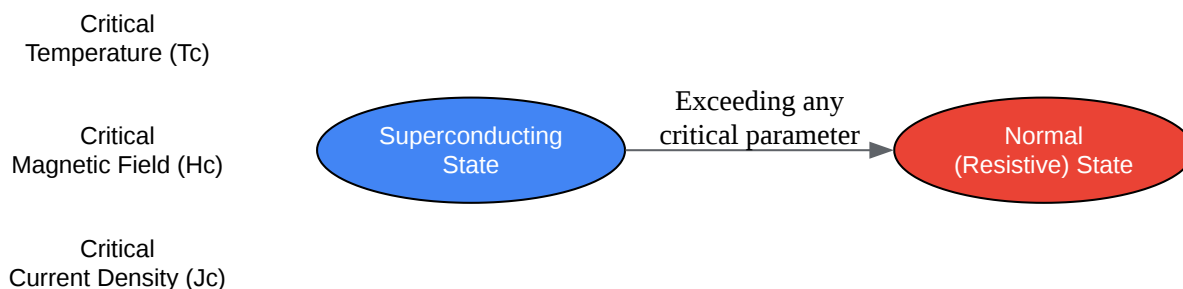 Critical
Temperature (Tc)
Critical
Magnetic Field (Hc)
Critical
Current Density (Jc)
Superconducting
State
Exceeding any
critical parameter
Normal
(Resistive) State